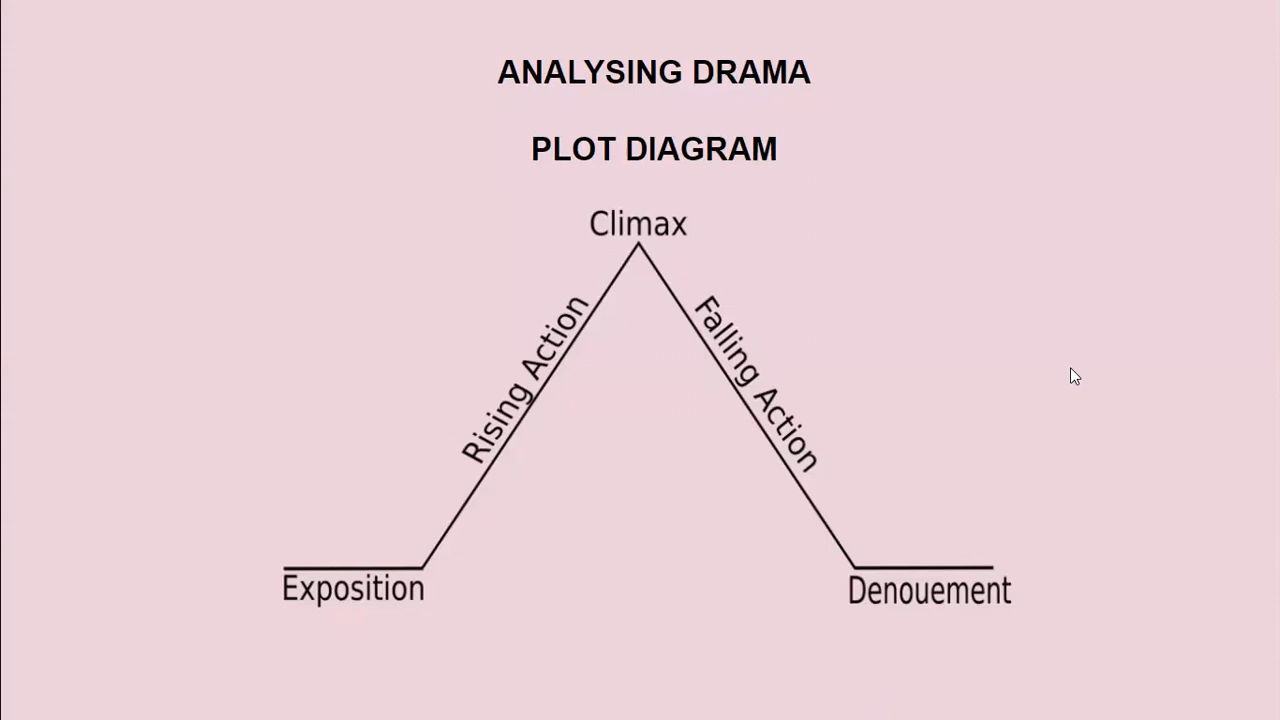 ANALYSING DRAMA
PLOT DIAGRAM
Climax
Rising Action
Falling Action
Exposition
Denouement